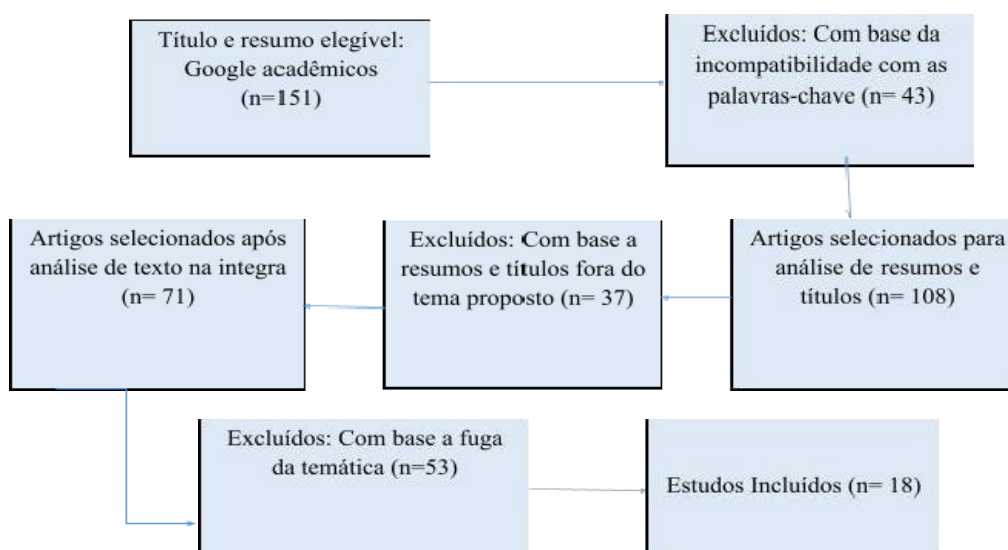 Título e resumo elegível:
Google acadêmicos
(n=151)
Excluídos: Com base da
incompatibilidade com as
palavras-chave (n= 43)
Artigos selecionados para
análise de resumos e
títulos (n= 108)
Excluídos: Com base a
resumos e títulos fora do
tema proposto (n= 37)
Artigos selecionados após
análise de texto na integra
(n= 71)
Excluídos: Com base a fuga
da temática (n=53)
Estudos Incluídos (n= 18)